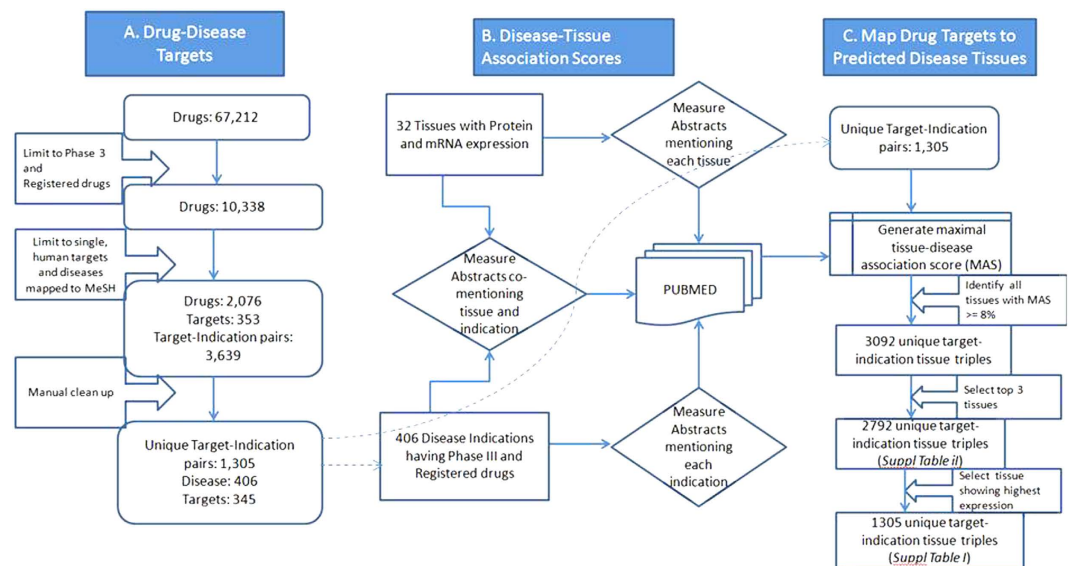 A. Drug-Disease
Targets
Drugs: 67,212
Limit to Phase 3
and
Registered drugs
Drugs: 10,338
Limit to single,
human targets
and diseases
mapped to MeSH
Drugs: 2,076
Targets: 353
Target-Indication pairs:
3,639
Manual clean up
Unique Target-Indication
pairs: 1,305
Disease: 406
Targets: 345
B. Disease-Tissue
Association Scores
32 Tissues with Protein
and mRNA expression
Measure
Abstracts
mentioning
each tissue
Measure
Abstracts co-
mentioning
tissue and
indication
PUBMED
406 Disease Indications
having Phase III and
Registered drugs
Measure
Abstracts
mentioning
each
indication
C. Map Drug Targets to
Predicted Disease Tissues
Unique Target-Indication
pairs: 1,305
Generate maximal
tissue-disease
association score (MAS)
Identify all
tissues with MAS
>= 8%
3092 unique target-
indication tissue triples
Select top 3
tissues
2792 unique target-
indication tissue triples
(Suppl Table iI)
Select tissue
showing highest
expression
1305 unique target-
indication tissue triples
(Suppl Table I)